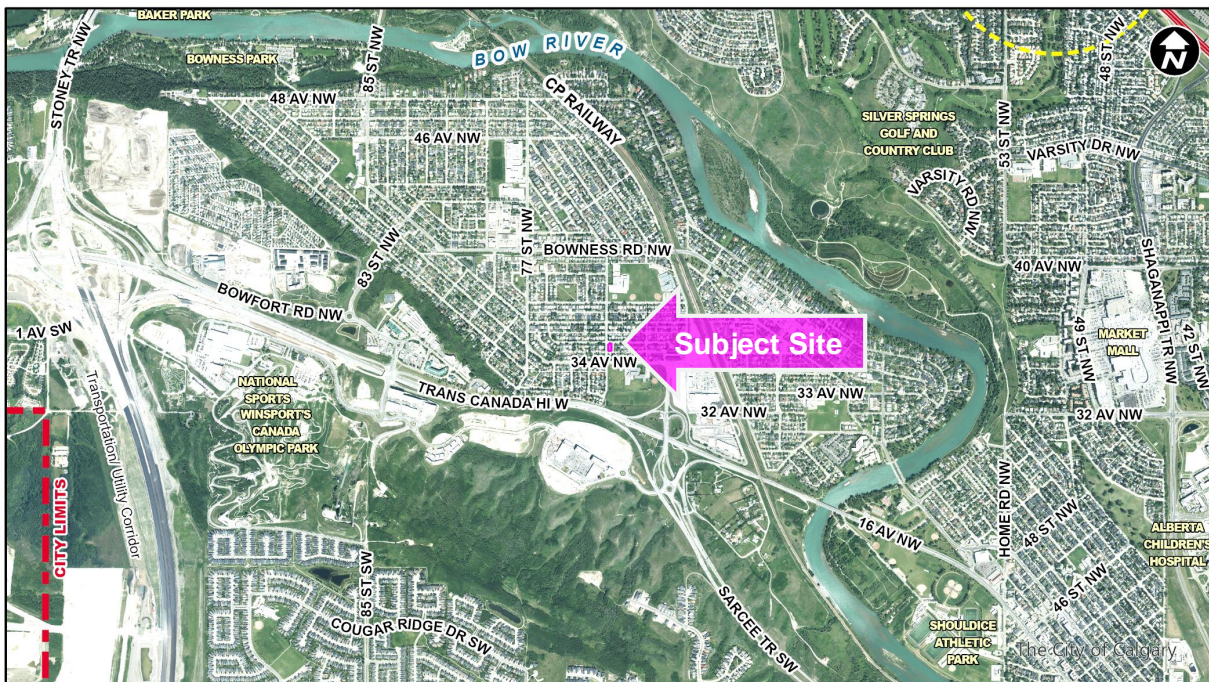 BAKER PARK
BOW RIVER
STONEY TR NW
85 ST NW
48 ST NW
N
BOWNESS PARK
CP RAILWAY
48 AV NW
46 AV NW
SILVER SPRINGS
GOLF AND
COUNTRY CLUB
53 ST NW
VARSITY DR NW
VARSITY RD NW
77 ST NW
83 ST NW
BOWNESS RD NW
40 AV NW
SHAGANAPPI TR NW
BOWFORT RD NW
1 AV SW
49 ST NW
MARKET
MALL
42 ST NW
Subject Site
34 AV NW
Transportation/ Utility Corridor
NATIONAL
SPORTS
WINSPORT'S
CANADA
OLYMPIC PARK
TRANS CANADA HI W
33 AV NW
32 AV NW
32 AV NW
CITY LIMITS
HOME RD NW
48 ST NW
16 AV NW
ALBERTA
CHILDREN'S
HOSPITAL
46 ST NW
85 ST SW
COUGAR RIDGE DR SW
SARCEE TR SW
SHOULDICE
ATHLETIC
PARK
The City of Calgary